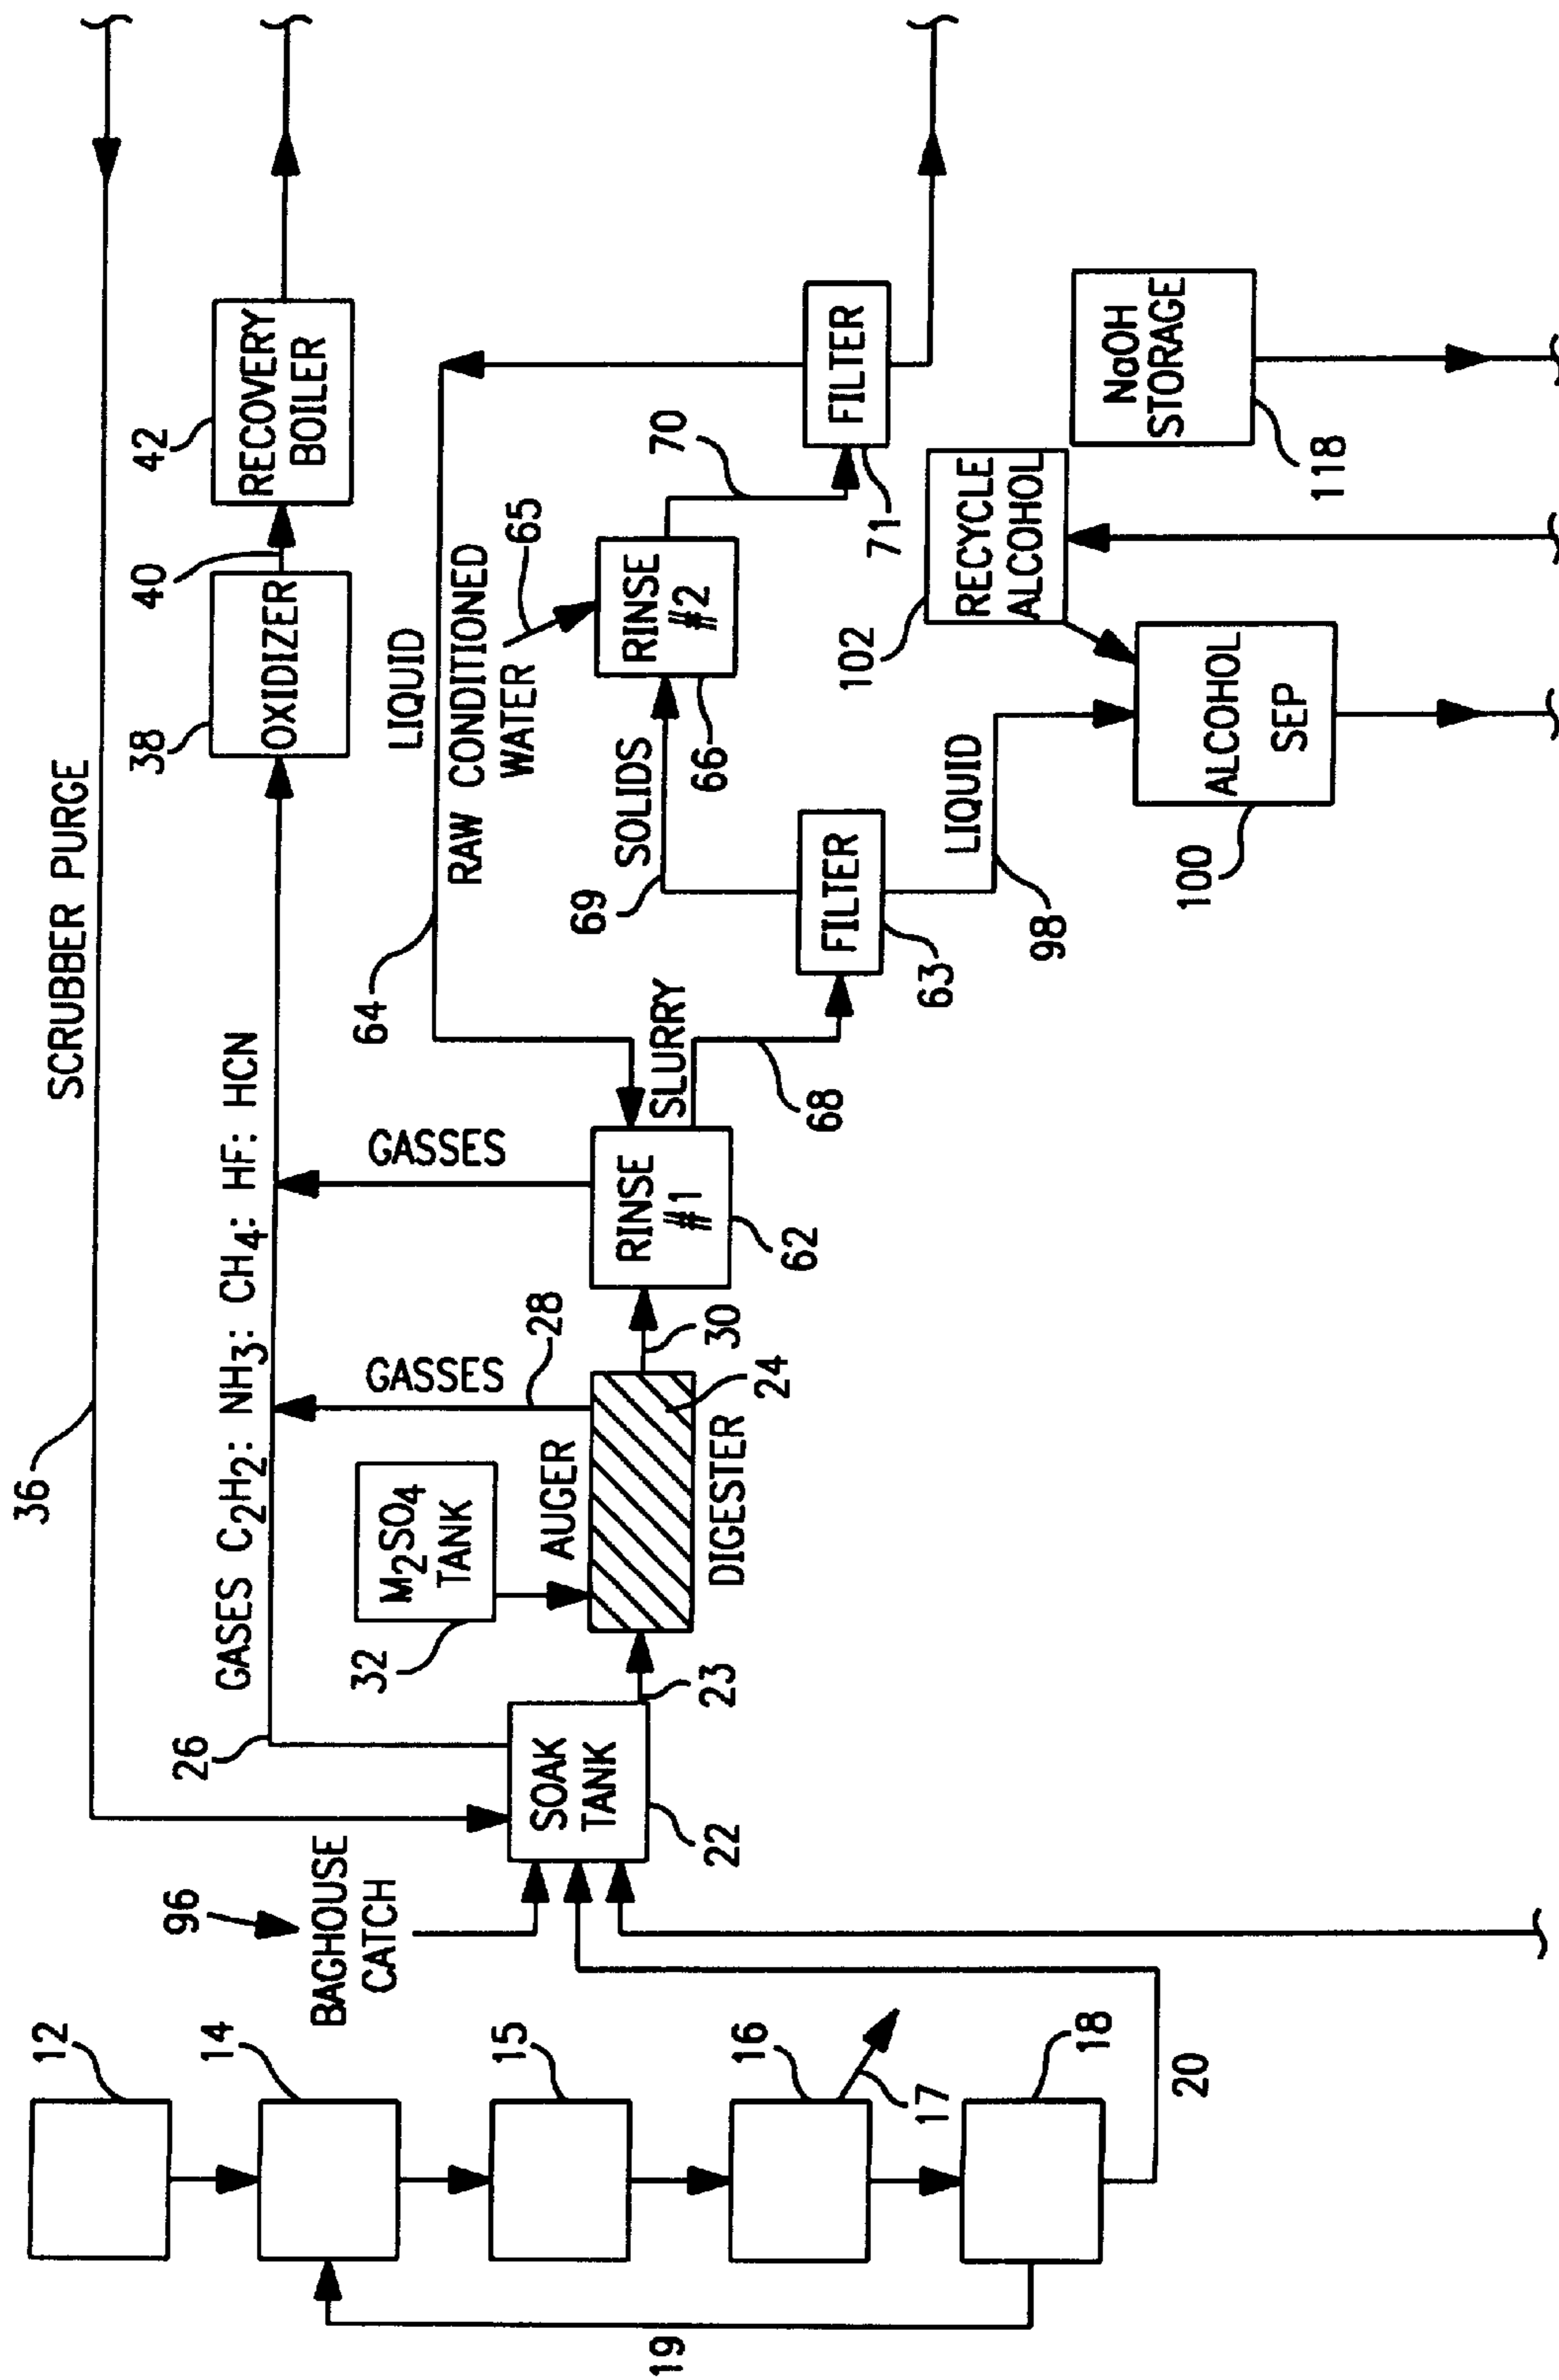 36
SCRUBBER PURGE
26
GASES C2H2: NH3: CH4: HF: HCN
38
OXIDIZER
40
42
RECOVERY
BOILER
12
14
15
16
17
18
19
20
96
BAGHOUSE
CATCH
SOAK
TANK
22
23
32
M2SO4
TANK
AUGER
DIGESTER
24
GASSES
28
30
GASSES
RINSE
#1
62
64
LIQUID
RAW CONDITIONED
WATER
65
SLURRY
68
FILTER
63
69
SOLIDS
RINSE
#2
66
70
FILTER
71
LIQUID
98
ALCOHOL
SEP
100
RECYCLE
ALCOHOL
102
NaOH
STORAGE
118